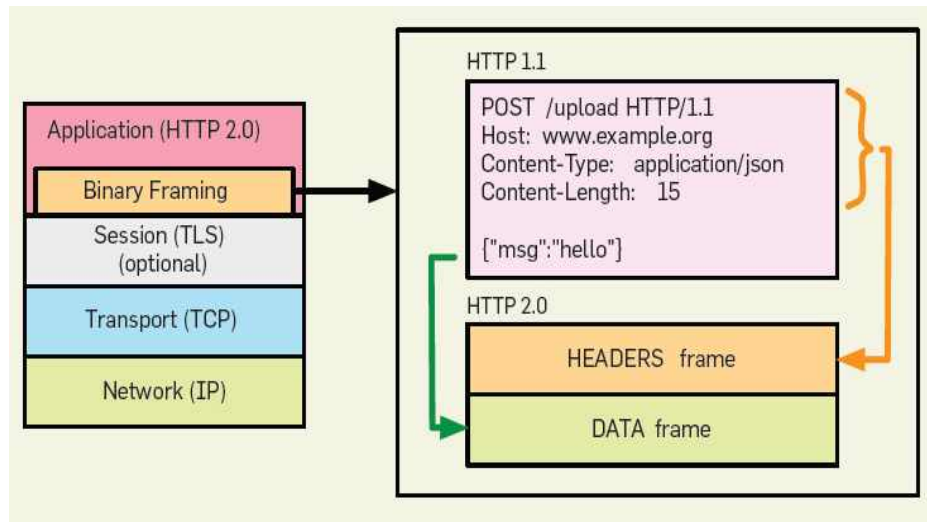 Application (HTTP 2.0)
Binary Framing
Session (TLS)
(optional)
Transport (TCP)
Network (IP)
HTTP 1.1
POST /upload HTTP/1.1
Host: www.example.org
Content-Type: application/json
Content-Length: 15
{"msg":"hello"}
HTTP 2.0
HEADERS frame
DATA frame